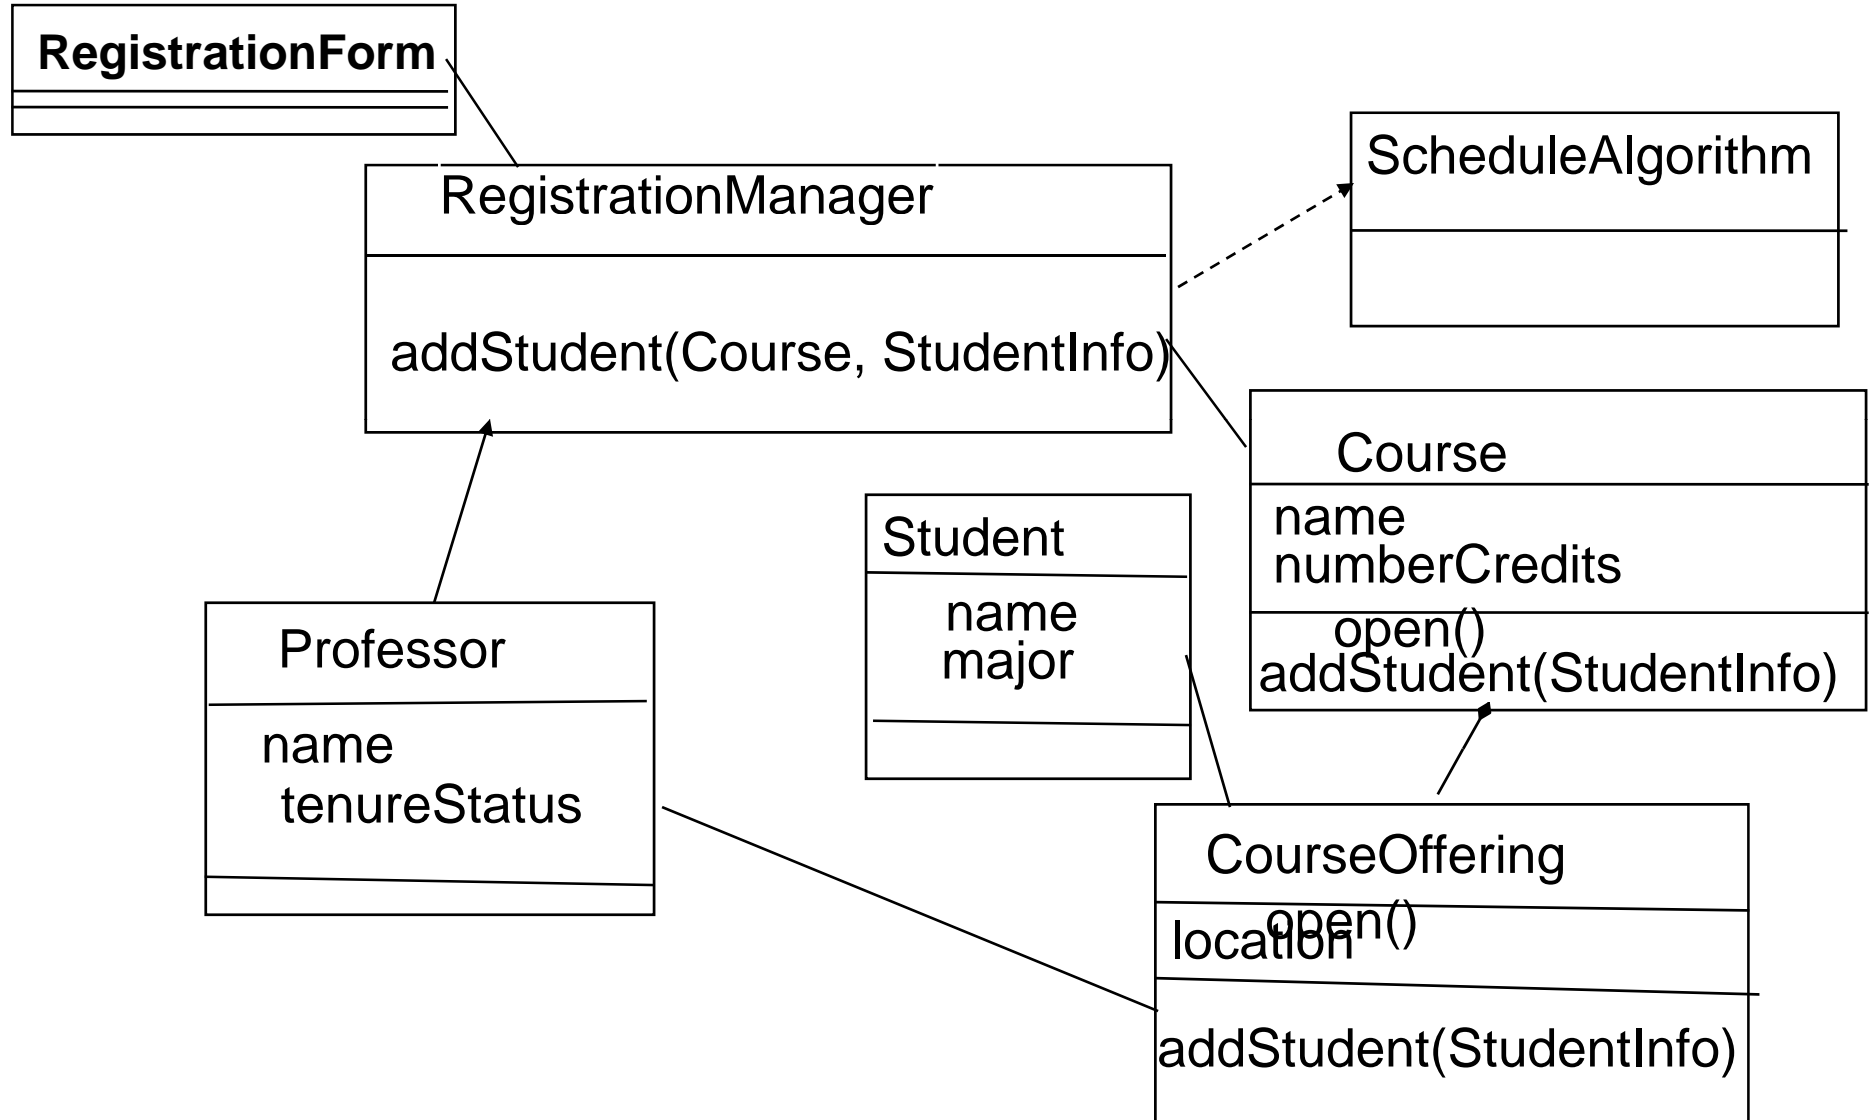 RegistrationForm
RegistrationManager
addStudent(Course, StudentInfo)
ScheduleAlgorithm
Course
name
numberCredits
open()
addStudent(StudentInfo)
Student
name
major
Professor
name
tenureStatus
CourseOffering
open()
location
addStudent(StudentInfo)